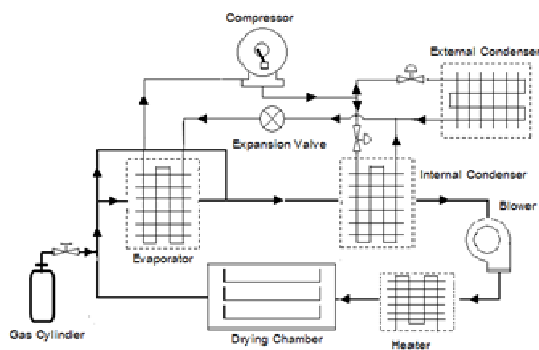 Compressor
External Condenser
Expansion Valve
Internal Condenser
Blower
Evaporator
Gas Cylinder
Drying Chamber
Heater